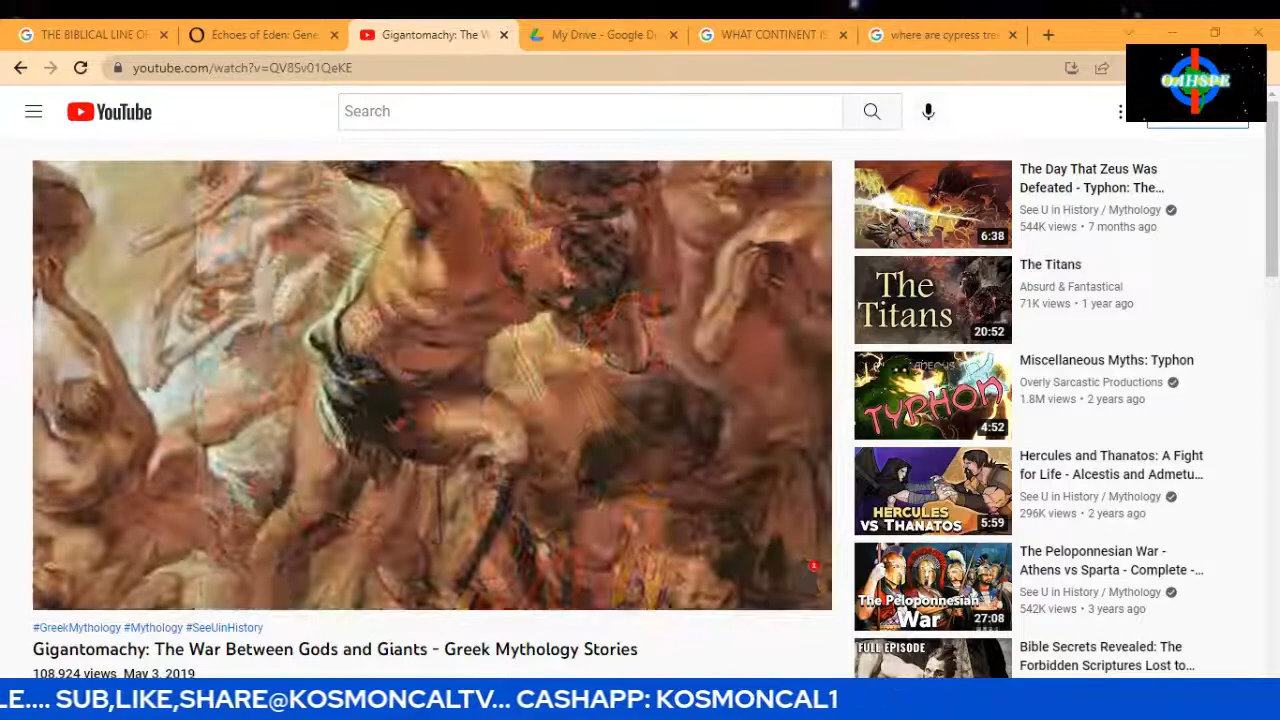 THE BIBLICAL LINE OF
Echoes of Eden: Gene
Gigantomachy: The W
My Drive - Google D
WHAT CONTINENT IS
where are cypress tre
youtube.com/watch?v=QV8Sv01QeKE
OAHSPE
YouTube
Search
The Day That Zeus Was
Defeated - Typhon: The...
See U in History / Mythology
544K views • 7 months ago
6:38
The Titans
Absurd & Fantastical
71K views • 1 year ago
The
Titans
20:52
Miscellaneous Myths: Typhon
Overly Sarcastic Productions
1.8M views • 2 years ago
TYPHON
4:52
Hercules and Thanatos: A Fight
for Life - Alcestis and Admetu...
See U in History / Mythology
296K views • 2 years ago
HERCULES
VS THANATOS
5:59
The Peloponnesian War -
Athens vs Sparta - Complete -...
See U in History / Mythology
542K views • 3 years ago
The Peloponnesian
War
27:08
Bible Secrets Revealed: The
Forbidden Scriptures Lost to...
FULL EPISODE
#GreekMythology #Mythology #SeeUinHistory
Gigantomachy: The War Between Gods and Giants - Greek Mythology Stories
108,924 views May 3, 2019
LE.... SUB,LIKE,SHARE@KOSMONCALTV... CASHAPP: KOSMONCAL1